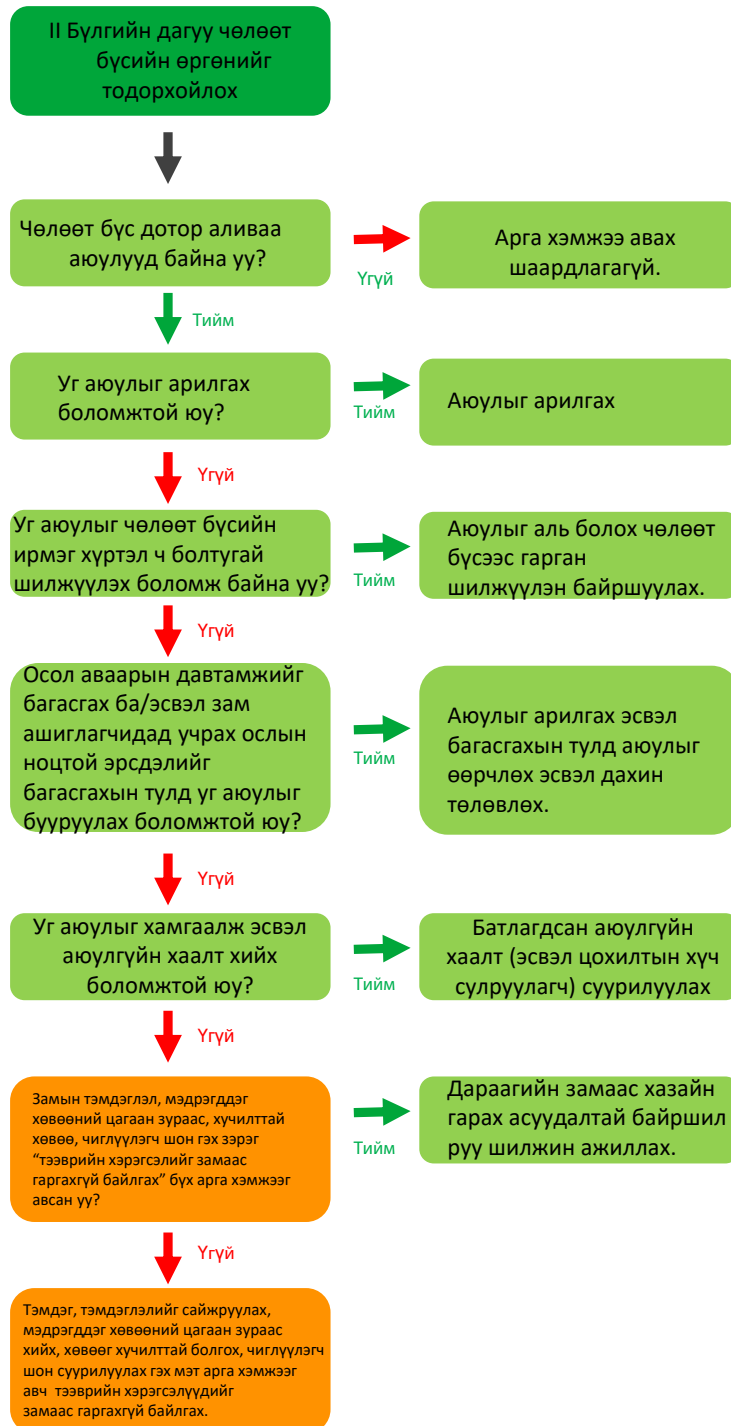 II Бүлгийн дагуу чөлөөт
бүсийн өргөнийг
тодорхойлох
Чөлөөт бүс дотор аливаа
аюулууд байна уу?
Үгүй
Арга хэмжээ авах
шаардлагагүй.
Тийм
Уг аюулыг арилгах
боломжтой юу?
Тийм
Аюулыг арилгах
Үгүй
Уг аюулыг чөлөөт бүсийн
ирмэг хүртэл ч болтугай
шилжүүлэх боломж байна уу?
Тийм
Аюулыг аль болох чөлөөт
бүсээс гарган
шилжүүлэн байршуулах.
Үгүй
Осол аваарын давтамжийг
багасгах ба/эсвэл зам
ашиглагчидад учрах ослын
ноцтой эрсдэлийг
багасгахын тулд уг аюулыг
бууруулах боломжтой юу?
Тийм
Аюулыг арилгах эсвэл
багасгахын тулд аюулыг
өөрчлөх эсвэл дахин
төлөвлөх.
Үгүй
Уг аюулыг хамгаалж эсвэл
аюулгүйн хаалт хийх
боломжтой юу?
Тийм
Батлагдсан аюулгүйн
хаалт (эсвэл цохилтын хүч
сулруулагч) суурилуулах
Үгүй
Замын тэмдэглэл, мэдрэгддэг
хөвөөний цагаан зураас, хучилттай
хөвөө, чиглүүлэгч шон гэх зэрэг
“тээврийн хэрэгсэлийг замаас
гаргахгүй байлгах” бүх арга хэмжээг
авсан уу?
Тийм
Дараагийн замаас хазайн
гарах асуудалтай байршил
руу шилжин ажиллах.
Үгүй
Тэмдэг, тэмдэглэлийг сайжруулах,
мэдрэгддэг хөвөөний цагаан зураас
хийх, хөвөөг хучилттай болгох, чиглүүлэгч
шон суурилуулах гэх мэт арга хэмжээг
авч тээврийн хэрэгсэлүүдийг
замаас гаргахгүй байлгах.